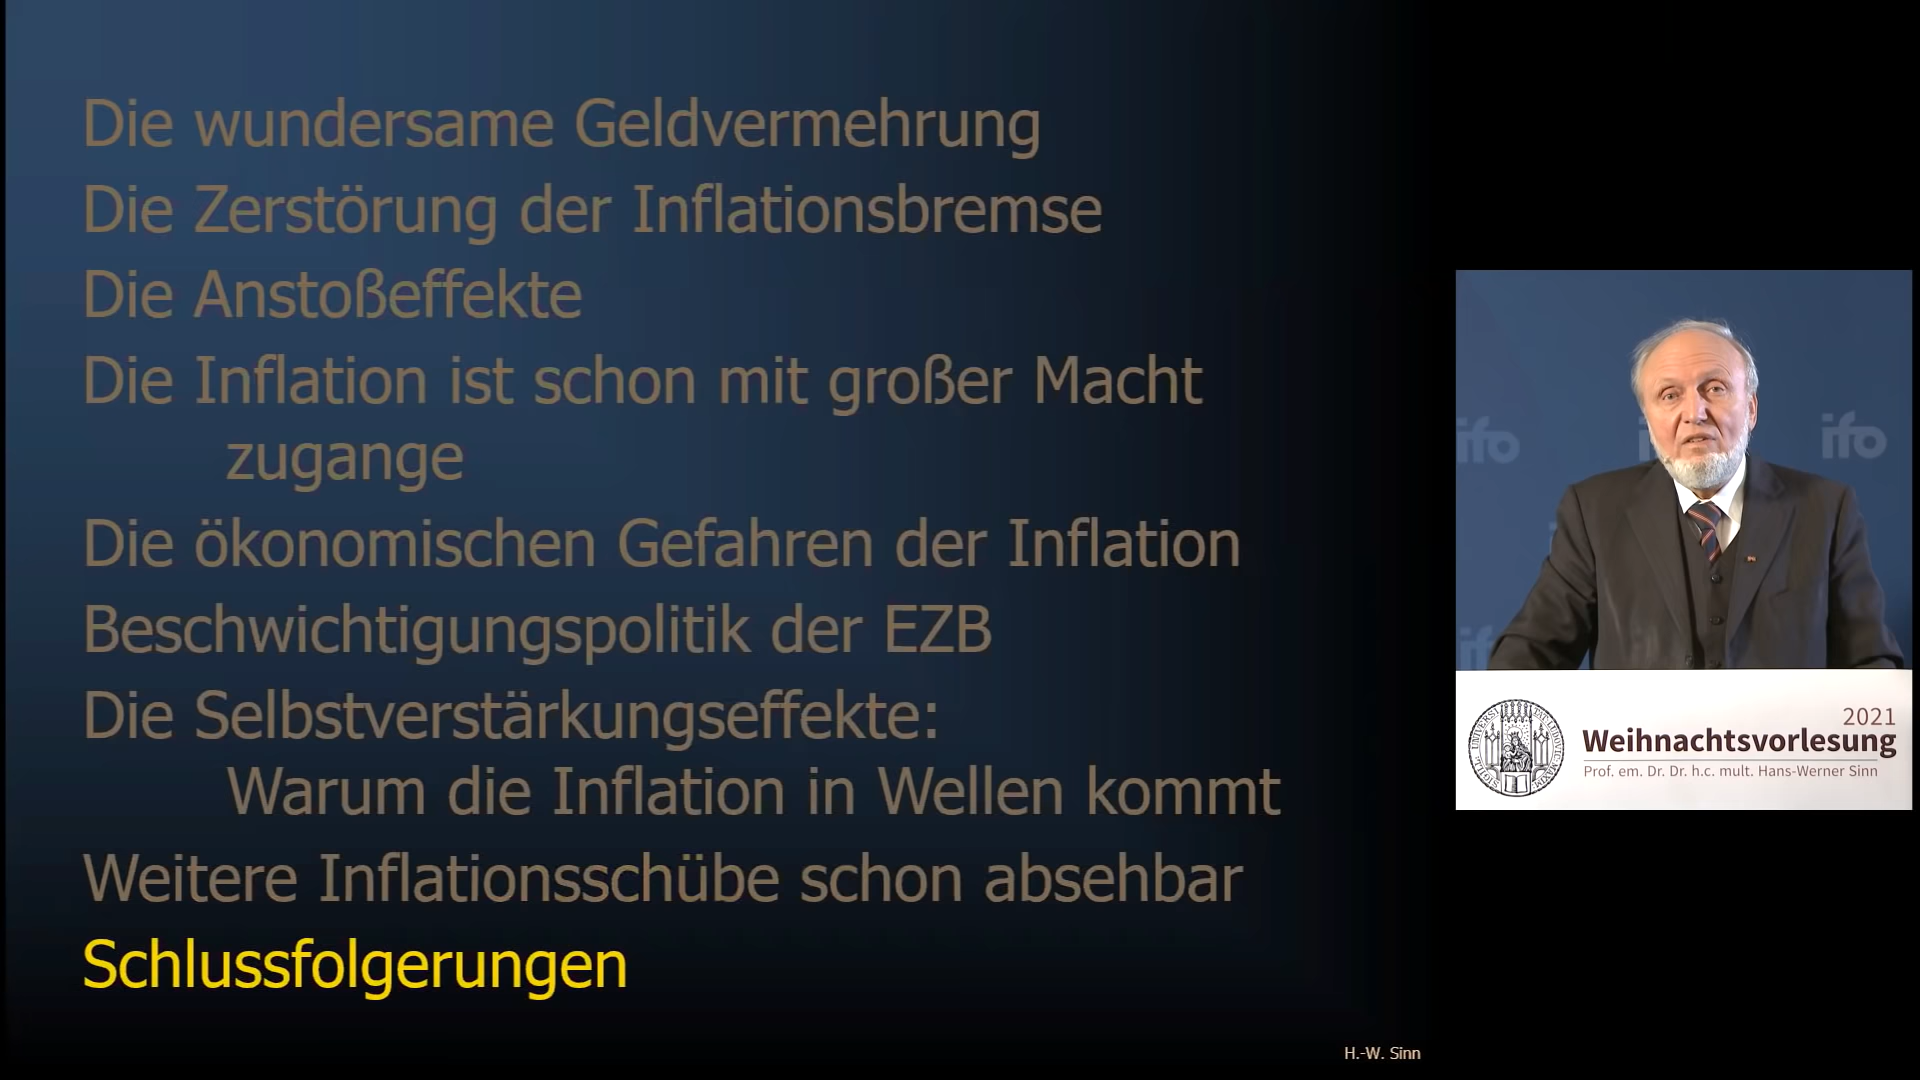 Die wundersame Geldvermehrung
Die Zerstörung der Inflationsbremse
Die Anstoßeffekte
Die Inflation ist schon mit großer Macht
zugange
Die ökonomischen Gefahren der Inflation
Beschwichtigungspolitik der EZB
Die Selbstverstärkungseffekte:
Warum die Inflation in Wellen kommt
Weitere Inflationsschübe schon absehbar
Schlussfolgerungen
H.-W. Sinn
ifo
ifo
2021
Weihnachtsvorlesung
Prof. em. Dr. Dr. h.c. mult. Hans-Werner Sinn